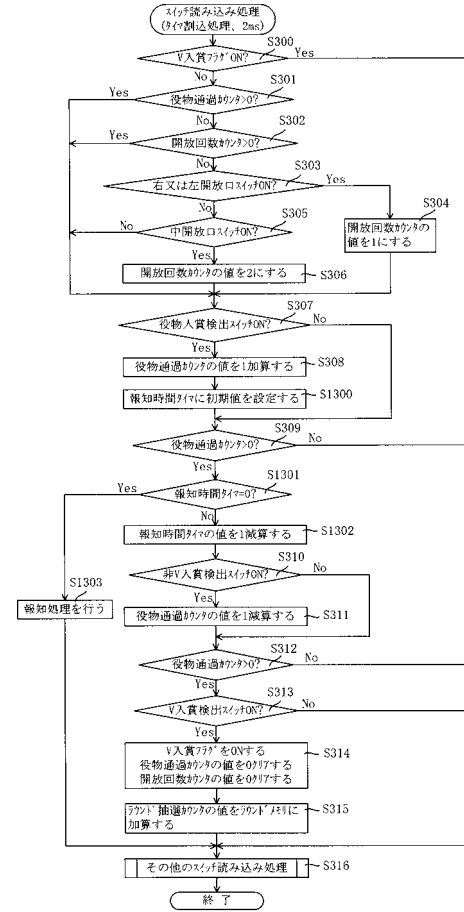 スイッチ読み込み処理
(タイマ割込処理、2ms)
S300
V入賞フラグON?
Yes
No
S301
役物通過カウンタ>0?
Yes
No
S302
開放回数カウンタ>0?
Yes
No
S303
右又は左開放口スイッチON?
Yes
No
S304
開放回数カウンタの
値を1にする
S305
中開放口スイッチON?
No
Yes
開放回数カウンタの値を2にする
S306
S307
役物入賞検出スイッチON?
No
Yes
役物通過カウンタの値を1加算する
S308
報知時間タイマに初期値を設定する
S1300
S309
役物通過カウンタ>0?
No
Yes
S1301
報知時間タイマ=0?
Yes
No
報知時間タイマの値を1減算する
S1302
S310
非V入賞検出スイッチON?
No
Yes
S1303
報知処理を行う
役物通過カウンタの値を1減算する
S311
S312
役物通過カウンタ>0?
No
Yes
S313
V入賞検出スイッチON?
No
Yes
V入賞フラグをONする
役物通過カウンタの値を0クリアする
開放回数カウンタの値を0クリアする
S314
ラウンド抽選カウンタの値をラウンドメモリに
加算する
S315
その他のスイッチ読み込み処理
S316
終了